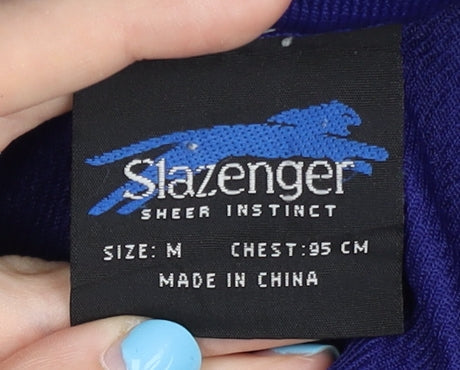 Slazenger
SHEER INSTINCT
SIZE: M CHEST:95 CM
MADE IN CHINA